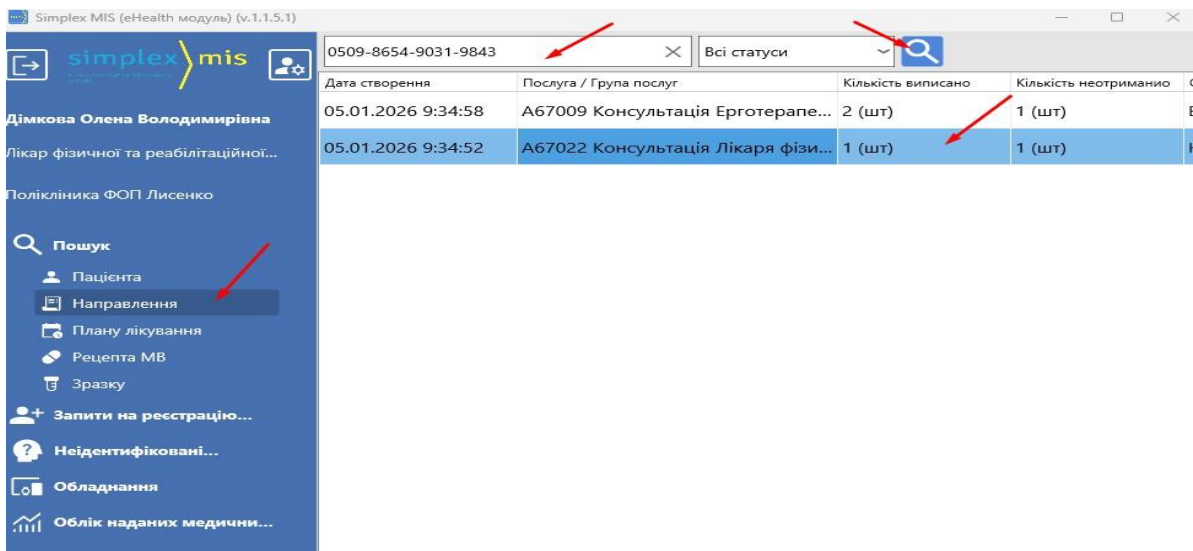 Simplex MIS (eHealth модуль) (v.1.1.5.1)
simplex mis
Дімкова Олена Володимирівна
Лікар фізичної та реабілітаційної...
Поліклініка ФОП Лисенко
Пошук
Пацієнта
Направлення
Плану лікування
Рецепта МВ
Зразку
Запити на реєстрацію...
Неідентифіковані...
Обладнання
Облік наданих медични...
0509-8654-9031-9843 Всі статуси
Дата створення Послуга / Група послуг Кількість виписано Кількість неотриманио
05.01.2026 9:34:58 A67009 Консультація Ерготерапе... 2 (шт) 1 (шт)
05.01.2026 9:34:52 A67022 Консультація Лікаря фізи... 1 (шт) 1 (шт)